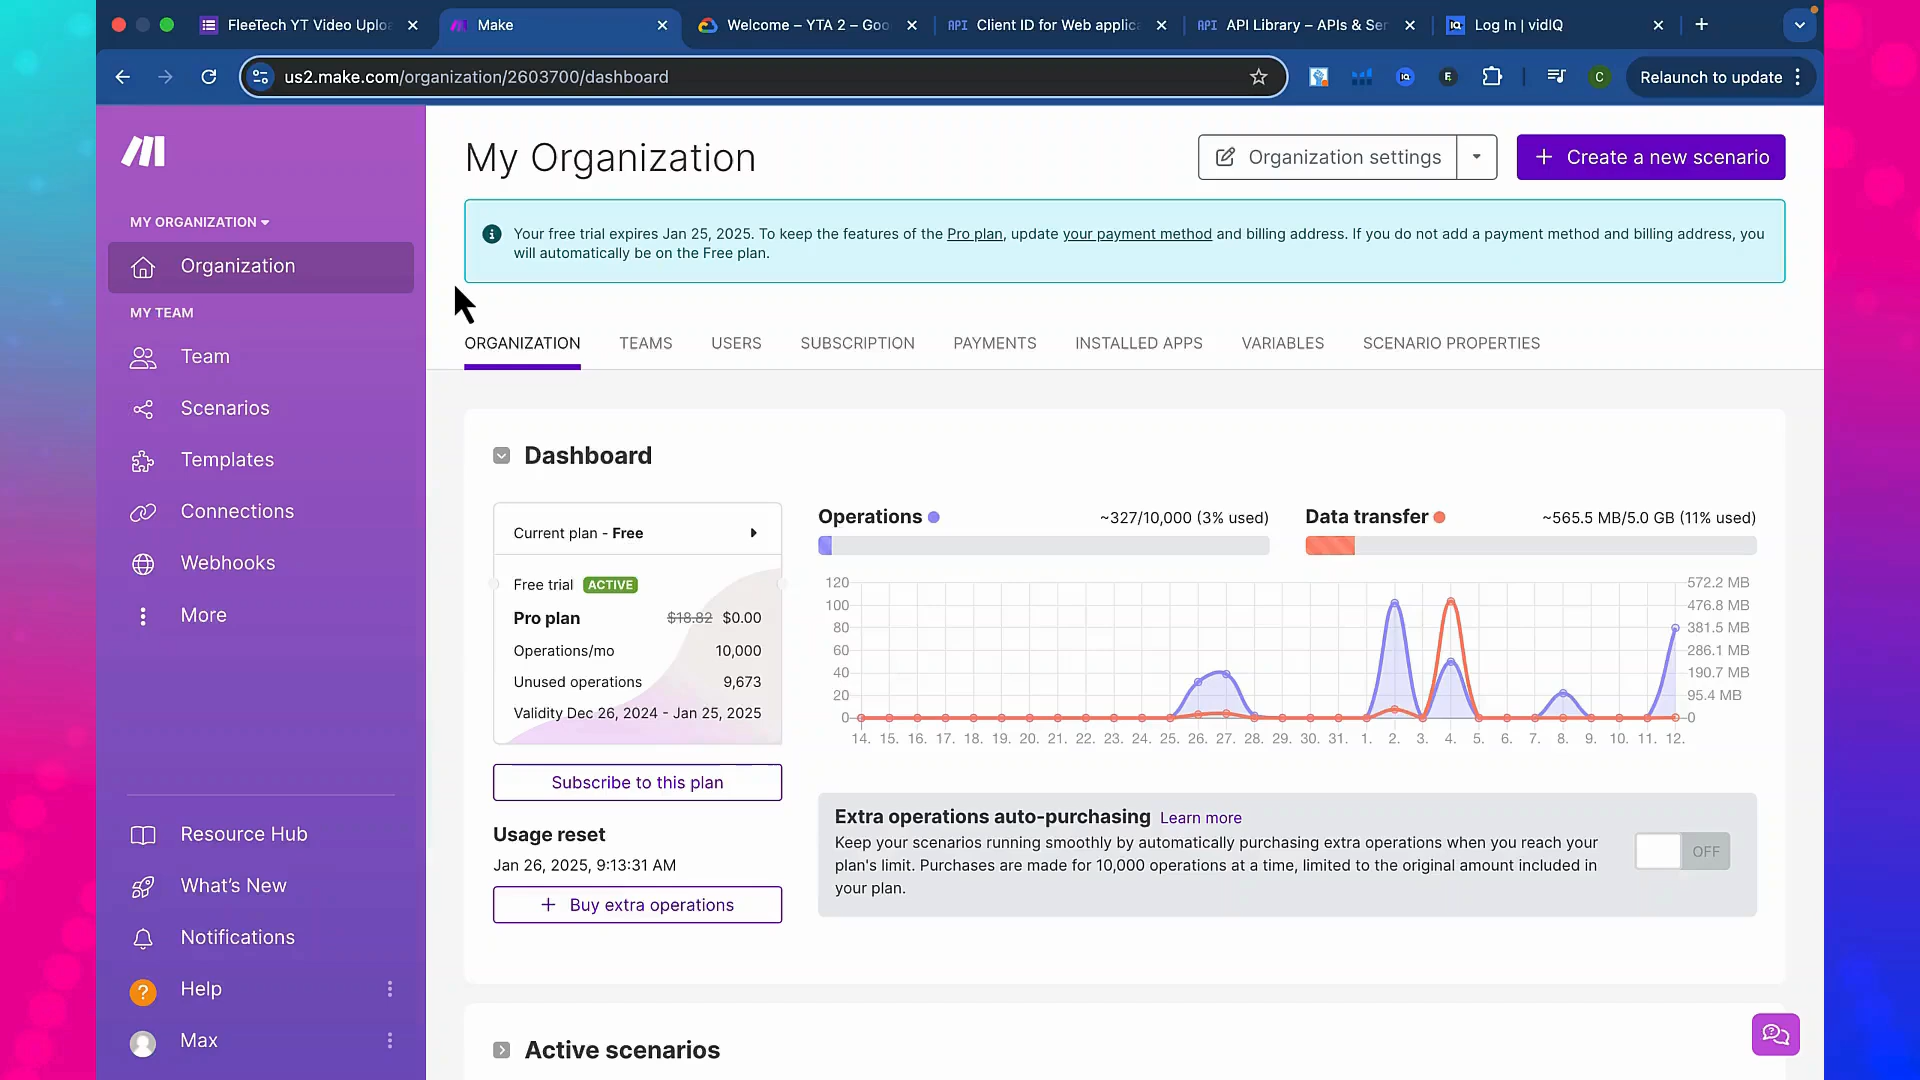 FleeTech YT Video Uploa
Make
Welcome – YTA 2 – Goo
API Client ID for Web applica
API API Library – APIs & Ser
IQ Log In | vidIQ
us2.make.com/organization/2603700/dashboard
C
Relaunch to update
MY ORGANIZATION
Organization
MY TEAM
Team
Scenarios
Templates
Connections
Webhooks
More
Resource Hub
What's New
Notifications
? Help
Max
My Organization
Organization settings
+ Create a new scenario
Your free trial expires Jan 25, 2025. To keep the features of the Pro plan, update your payment method and billing address. If you do not add a payment method and billing address, you
will automatically be on the Free plan.
ORGANIZATION TEAMS USERS SUBSCRIPTION PAYMENTS INSTALLED APPS VARIABLES SCENARIO PROPERTIES
Dashboard
Current plan - Free
Free trial ACTIVE
Pro plan $18.82 $0.00
Operations/mo 10,000
Unused operations 9,673
Validity Dec 26, 2024 - Jan 25, 2025
Subscribe to this plan
Usage reset
Jan 26, 2025, 9:13:31 AM
+ Buy extra operations
Operations ~327/10,000 (3% used)
Data transfer ~565.5 MB/5.0 GB (11% used)
120 572.2 MB
100 476.8 MB
80 381.5 MB
60 286.1 MB
40 190.7 MB
20 95.4 MB
0 0
14. 15. 16. 17. 18. 19. 20. 21. 22. 23. 24. 25. 26. 27. 28. 29. 30. 31. 1. 2. 3. 4. 5. 6. 7. 8. 9. 10. 11. 12.
Extra operations auto-purchasing Learn more
Keep your scenarios running smoothly by automatically purchasing extra operations when you reach your
plan's limit. Purchases are made for 10,000 operations at a time, limited to the original amount included in
your plan.
OFF
Active scenarios